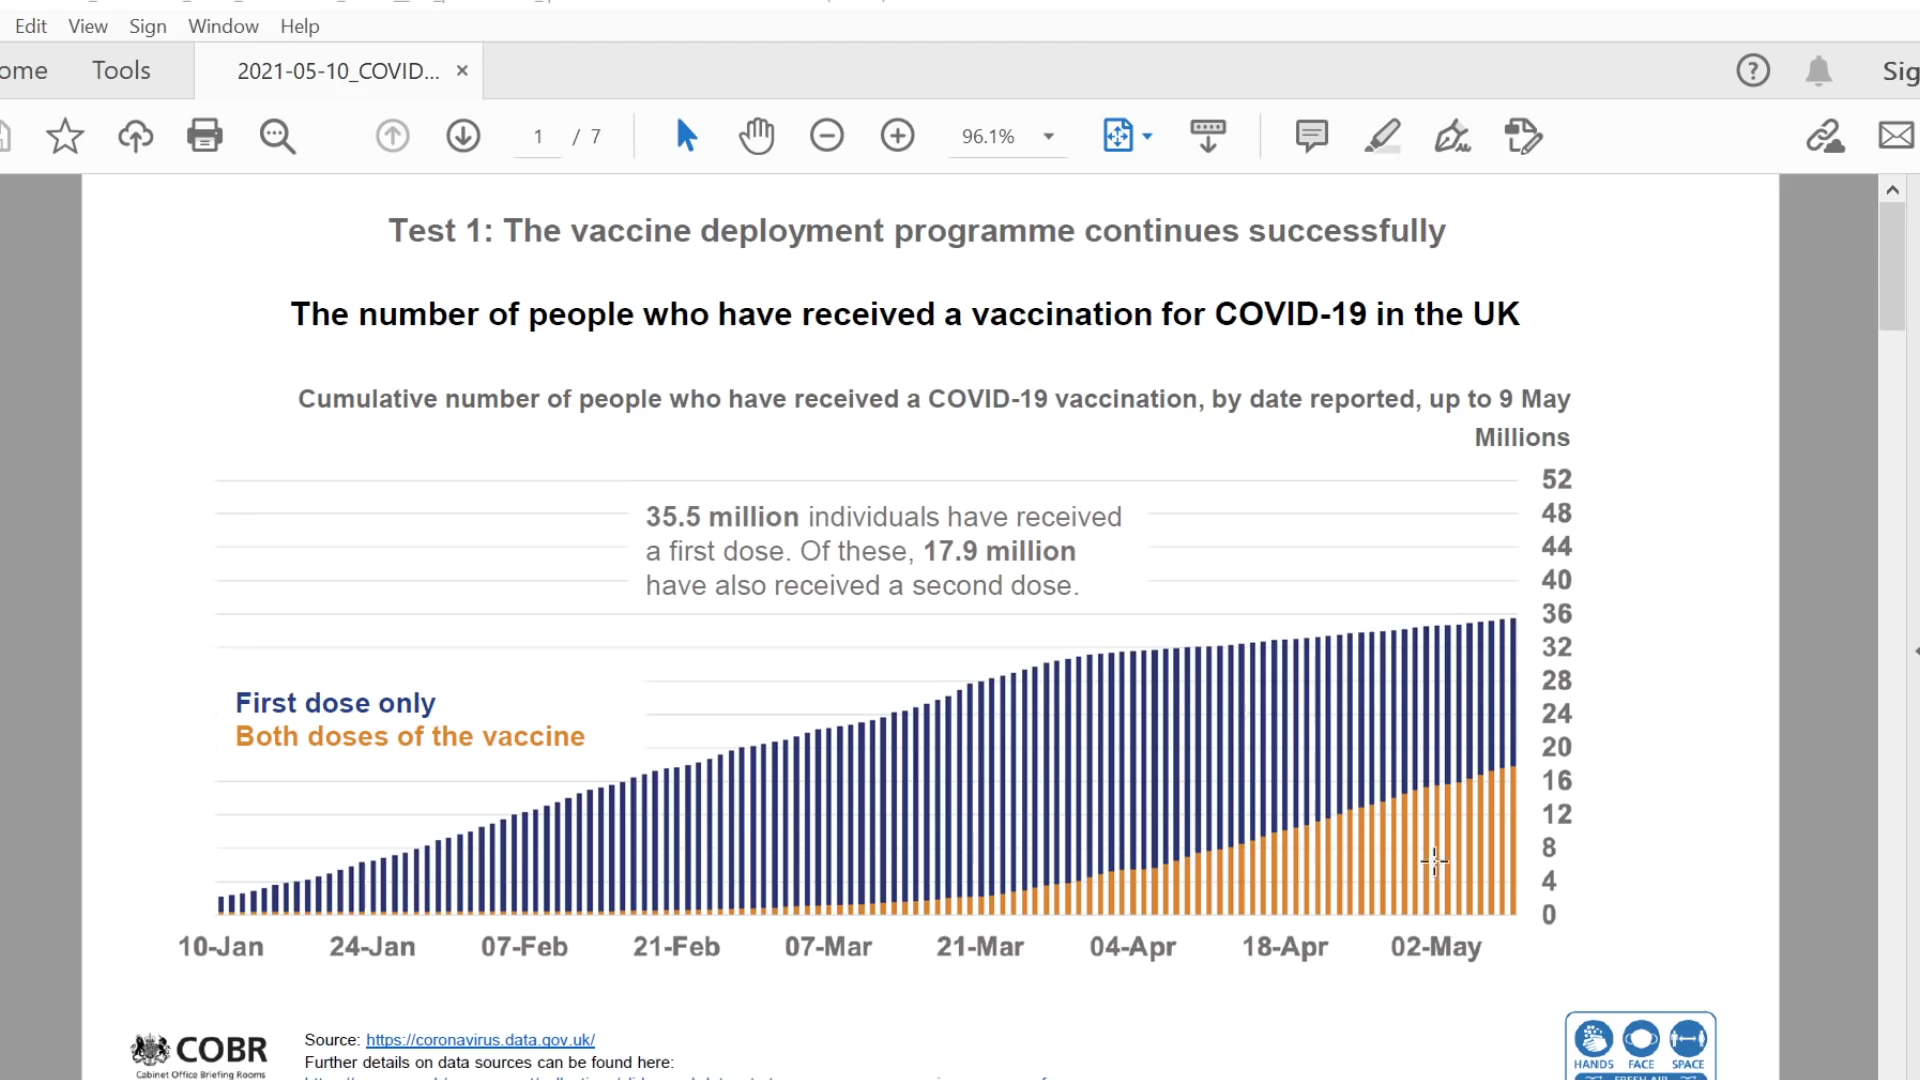 Edit View Sign Window Help
ome Tools 2021-05-10_COVID... ×
Sig
1 / 7 96.1%
Test 1: The vaccine deployment programme continues successfully
The number of people who have received a vaccination for COVID-19 in the UK
Cumulative number of people who have received a COVID-19 vaccination, by date reported, up to 9 May
Millions
52
48
44
40
36
32
28
24
20
16
12
8
4
0
35.5 million individuals have received
a first dose. Of these, 17.9 million
have also received a second dose.
First dose only
Both doses of the vaccine
10-Jan 24-Jan 07-Feb 21-Feb 07-Mar 21-Mar 04-Apr 18-Apr 02-May
COBR
Cabinet Office Briefing Rooms
Source: https://coronavirus.data.gov.uk/
Further details on data sources can be found here:
HANDS FACE SPACE
FRESH AIR